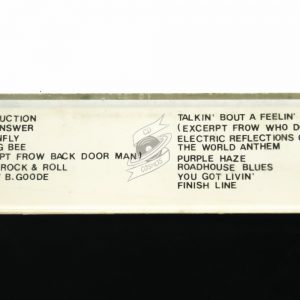 UCTION
NSWER
NFLY
G BEE
PT FROW BACK DOOR MAN)
ROCK & ROLL
B.GOODE
TALKIN' BOUT A FEELIN'
(EXCERPT FROW WHO D
ELECTRIC REFLECTIONS O
THE WORLD ANTHEM
PURPLE HAZE
ROADHOUSE BLUES
YOU GOT LIVIN'
FINISH LINE
CD